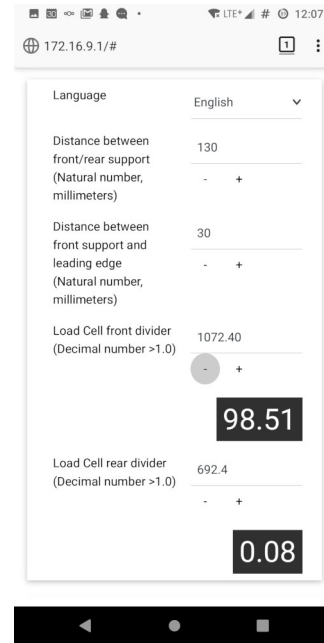 30
LTE+
#
12:07
172.16.9.1/#
1
Language
English
Distance between
front/rear support
(Natural number,
millimeters)
130
- +
Distance between
front support and
leading edge
(Natural number,
millimeters)
30
- +
Load Cell front divider
(Decimal number >1.0)
1072.40
- +
98.51
Load Cell rear divider
(Decimal number >1.0)
692.4
- +
0.08